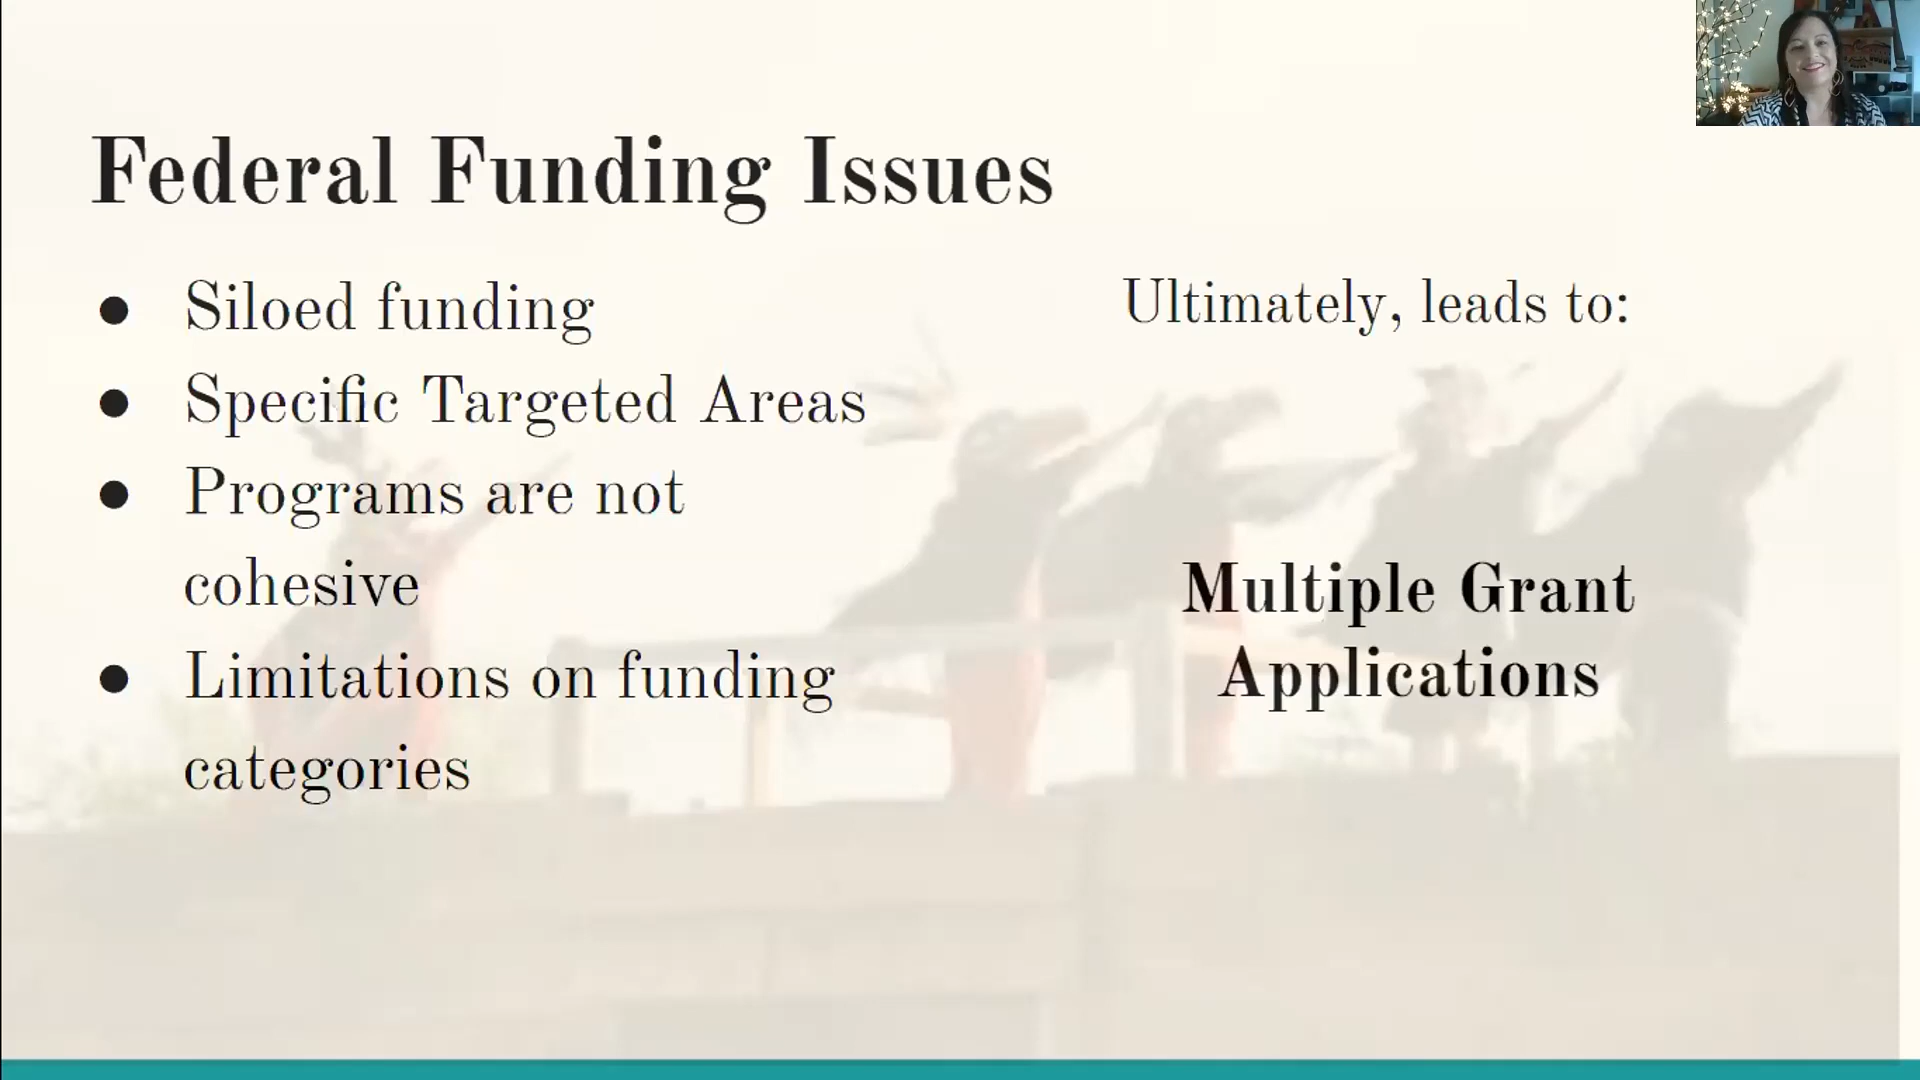 Federal Funding Issues
● Siloed funding
● Specific Targeted Areas
● Programs are not
cohesive
● Limitations on funding
categories
Ultimately, leads to:
Multiple Grant
Applications